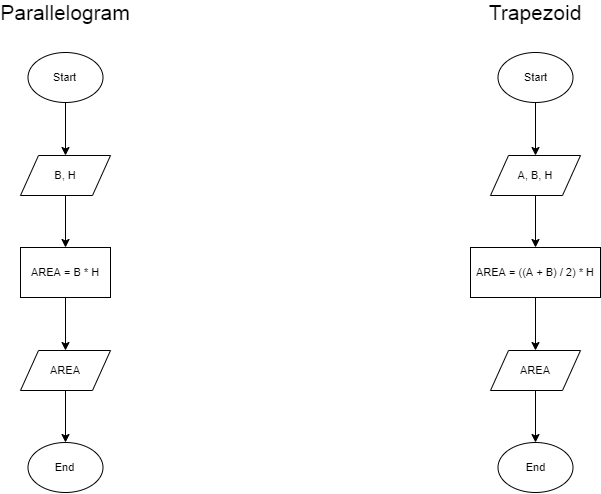 Parallelogram
Start
B, H
AREA = B * H
AREA
End
Trapezoid
Start
A, B, H
AREA = ((A + B) / 2) * H
AREA
End